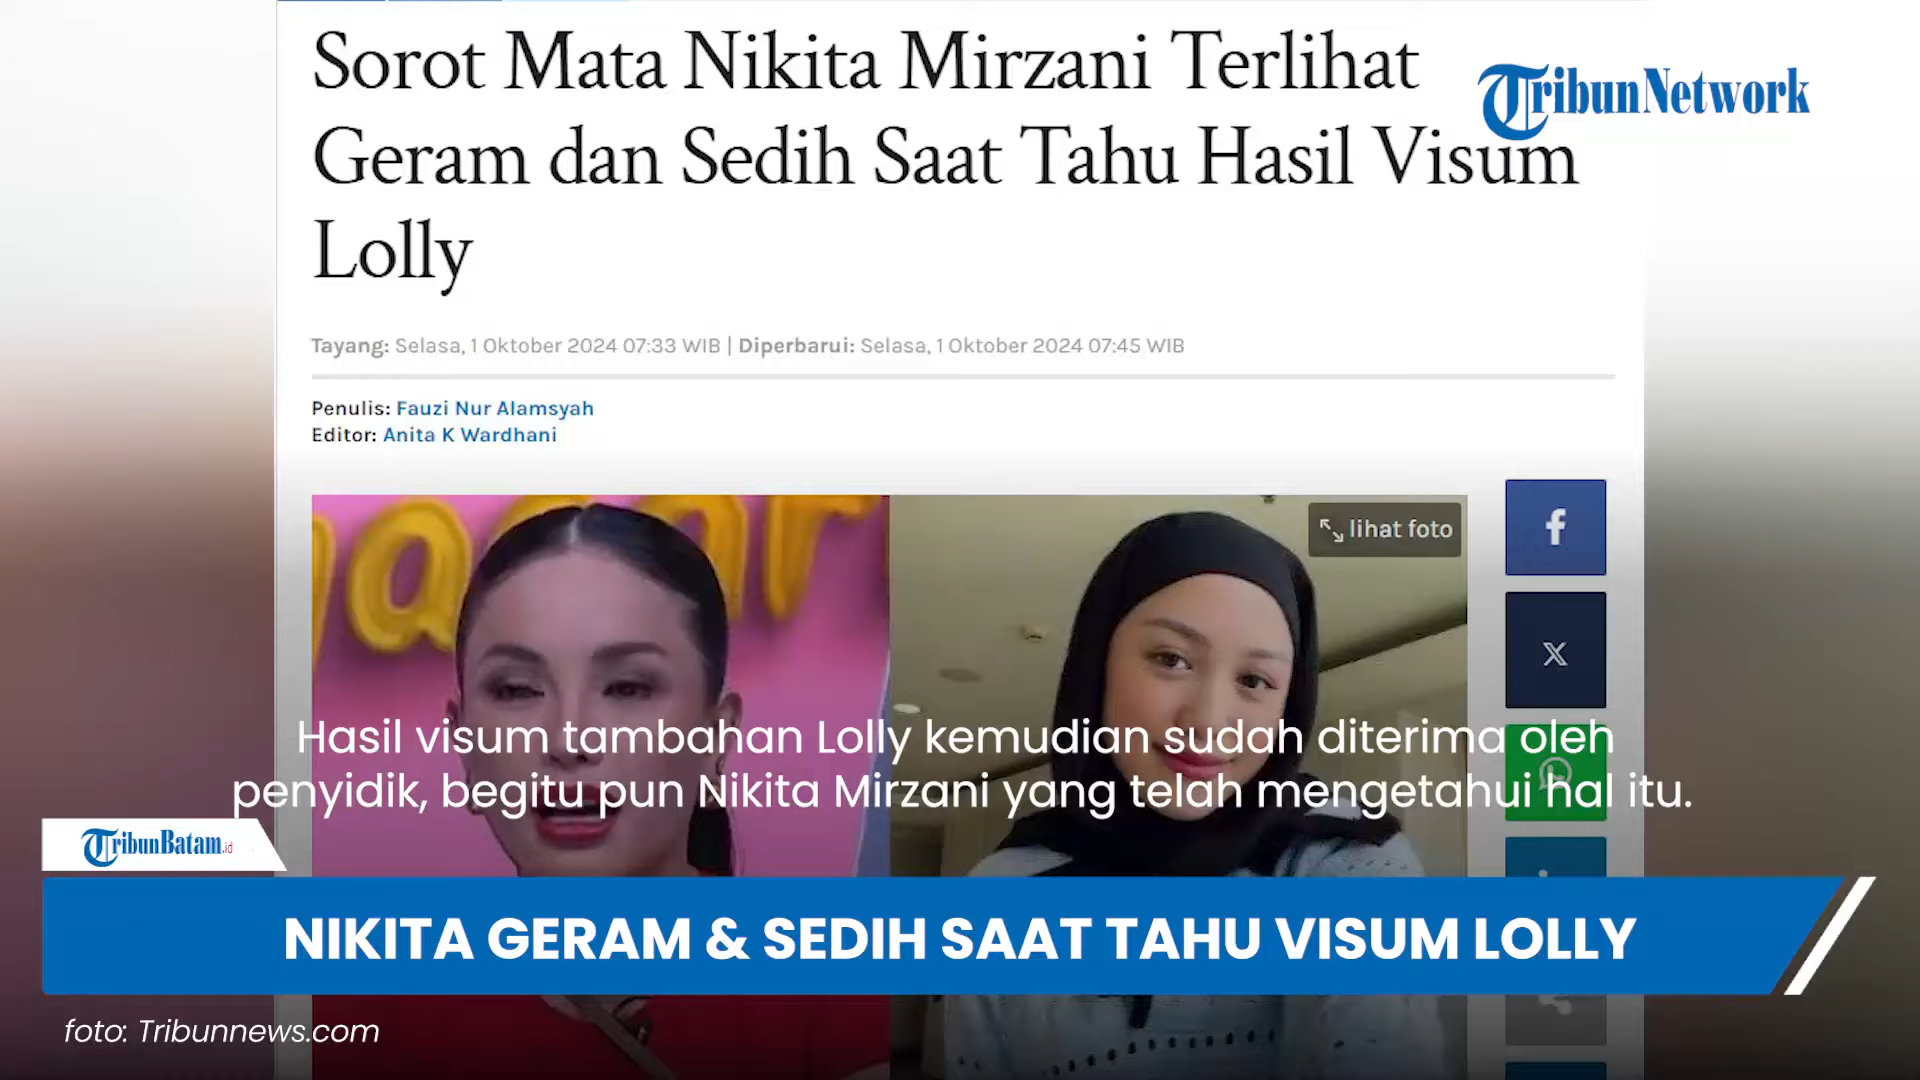 Sorot Mata Nikita Mirzani Terlihat
Geram dan Sedih Saat Tahu Hasil Visum
Lolly
TribunNetwork
Tayang: Selasa, 1 Oktober 2024 07:33 WIB | Diperbarui: Selasa, 1 Oktober 2024 07:45 WIB
Penulis: Fauzi Nur Alamsyah
Editor: Anita K Wardhani
lihat foto
f
X
Hasil visum tambahan Lolly kemudian sudah diterima oleh
penyidik, begitu pun Nikita Mirzani yang telah mengetahui hal itu.
TribunBatam.id
NIKITA GERAM & SEDIH SAAT TAHU VISUM LOLLY
foto: Tribunnews.com